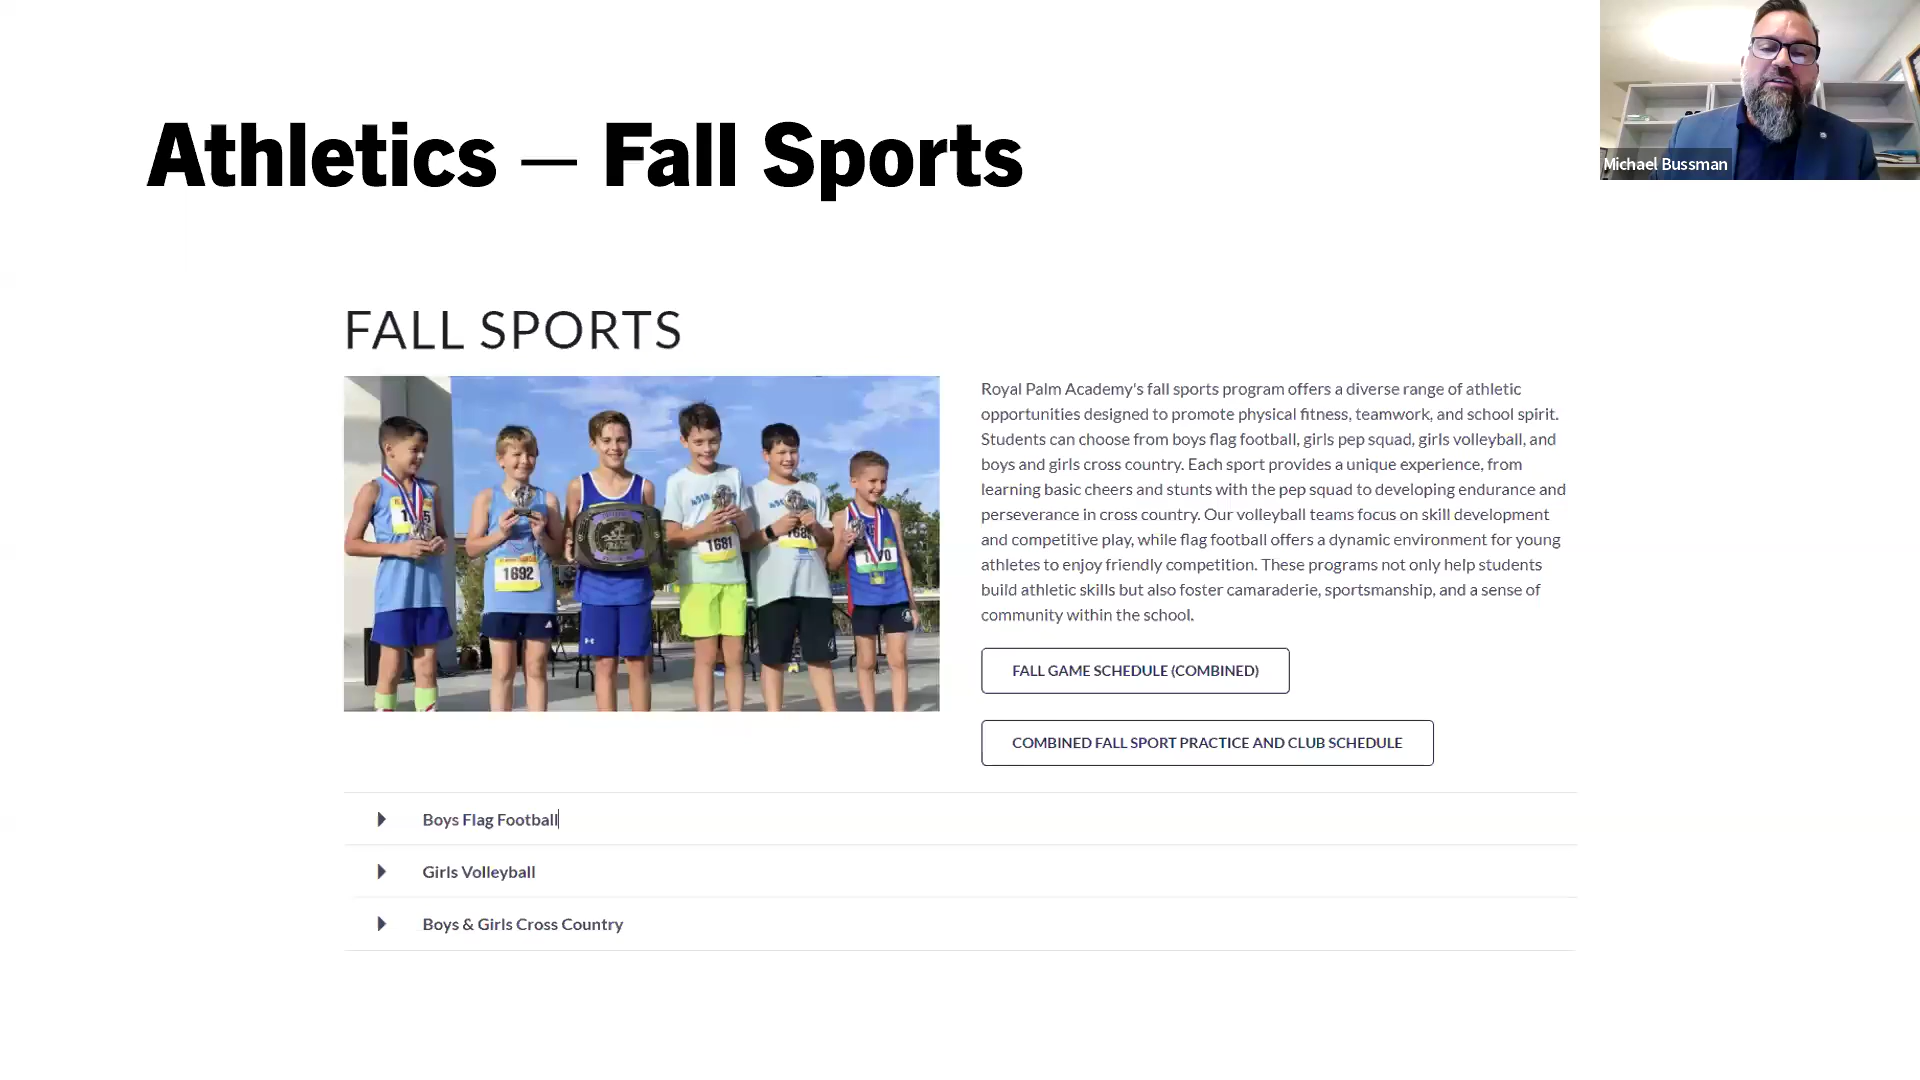 Athletics — Fall Sports
Michael Bussman
FALL SPORTS
Royal Palm Academy's fall sports program offers a diverse range of athletic
opportunities designed to promote physical fitness, teamwork, and school spirit.
Students can choose from boys flag football, girls pep squad, girls volleyball, and
boys and girls cross country. Each sport provides a unique experience, from
learning basic cheers and stunts with the pep squad to developing endurance and
perseverance in cross country. Our volleyball teams focus on skill development
and competitive play, while flag football offers a dynamic environment for young
athletes to enjoy friendly competition. These programs not only help students
build athletic skills but also foster camaraderie, sportsmanship, and a sense of
community within the school.
1692
1681
FALL GAME SCHEDULE (COMBINED)
COMBINED FALL SPORT PRACTICE AND CLUB SCHEDULE
Boys Flag Football
Girls Volleyball
Boys & Girls Cross Country